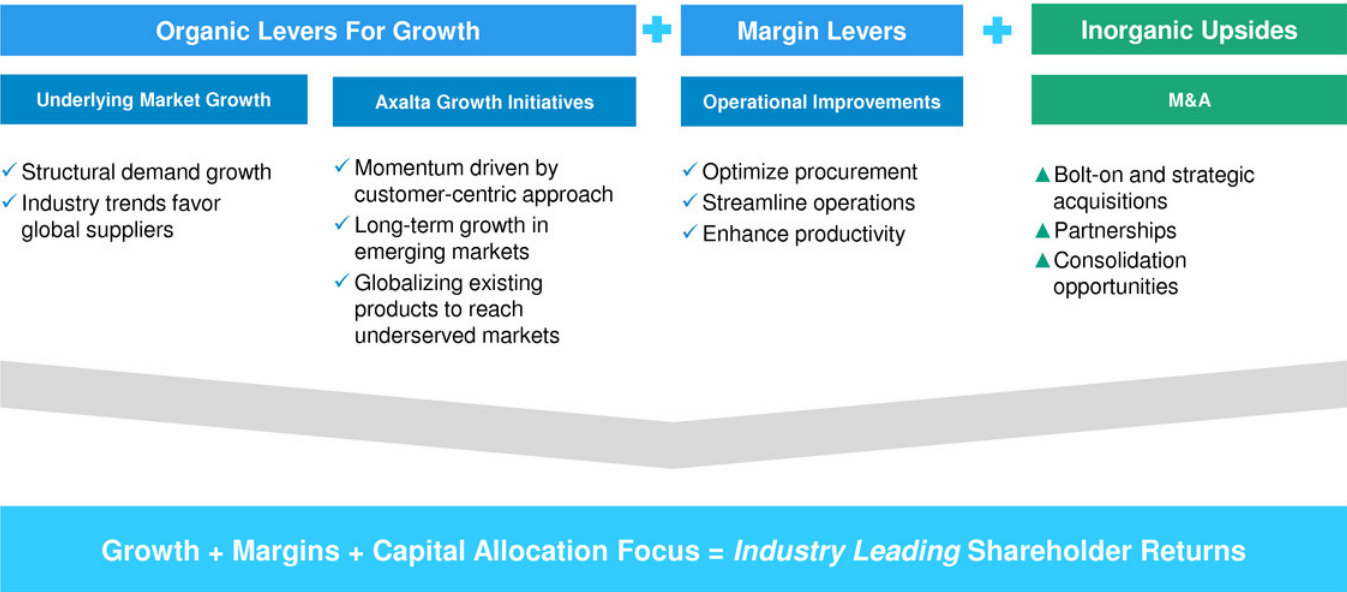 Organic Levers For Growth
Margin Levers
Inorganic Upsides
Underlying Market Growth
Axalta Growth Initiatives
Operational Improvements
M&A
Structural demand growth
Industry trends favor
global suppliers
Momentum driven by
customer-centric approach
Long-term growth in
emerging markets
Globalizing existing
products to reach
underserved markets
Optimize procurement
Streamline operations
Enhance productivity
Bolt-on and strategic
acquisitions
Partnerships
Consolidation
opportunities
Growth + Margins + Capital Allocation Focus = Industry Leading Shareholder Returns